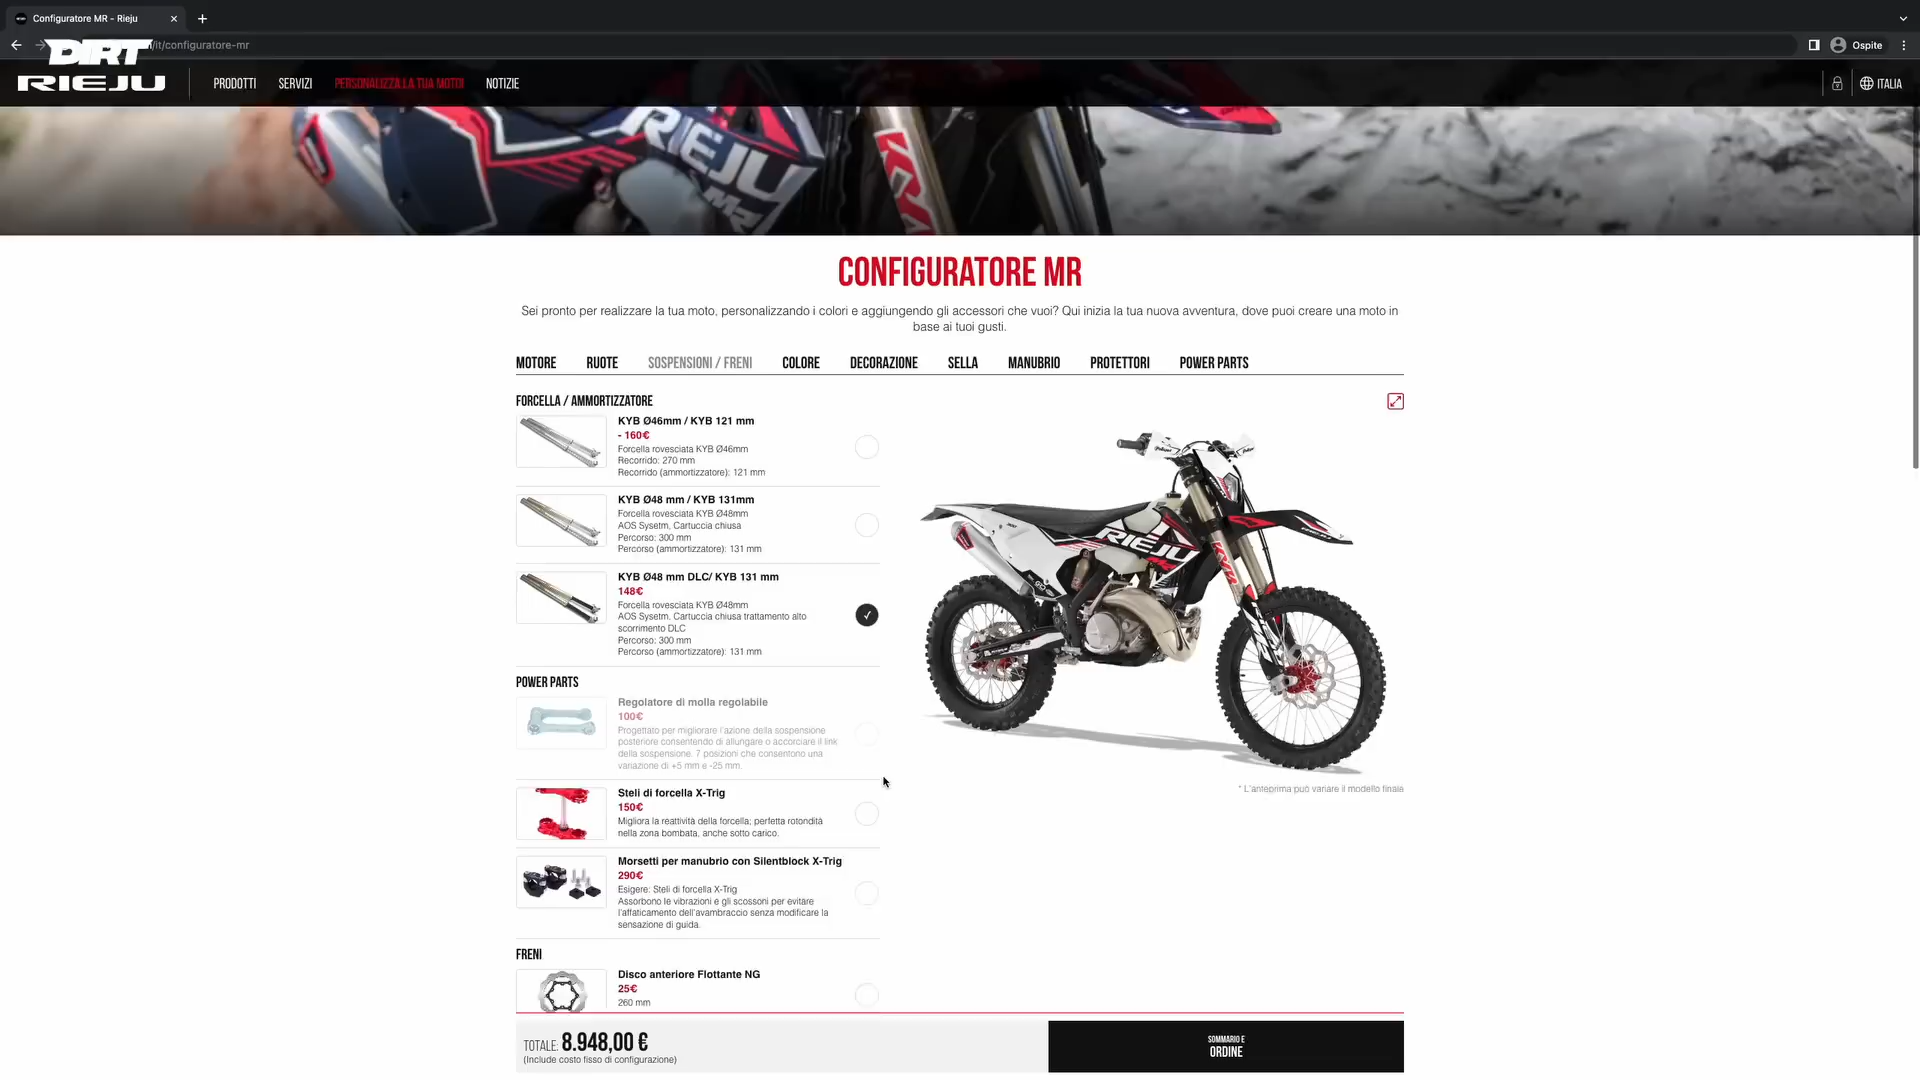 Configuratore MR - Rieju
/it/configuratore-mr
Ospite
DIRT
RIEJU
PRODOTTI
SERVIZI
PERSONALIZZA LA TUA MOTO!
NOTIZIE
ITALIA
RIEJU
MR
KYB
CONFIGURATORE MR
Sei pronto per realizzare la tua moto, personalizzando i colori e aggiungendo gli accessori che vuoi? Qui inizia la tua nuova avventura, dove puoi creare una moto in
base ai tuoi gusti.
MOTORE
RUOTE
SOSPENSIONI / FRENI
COLORE
DECORAZIONE
SELLA
MANUBRIO
PROTETTORI
POWER PARTS
FORCELLA / AMMORTIZZATORE
KYB Ø46mm / KYB 121 mm
- 160€
Forcella rovesciata KYB Ø46mm
Recorrido: 270 mm
Recorrido (ammortizzatore): 121 mm
KYB Ø48 mm / KYB 131mm
Forcella rovesciata KYB Ø48mm
AOS Sysetm. Cartuccia chiusa
Percorso: 300 mm
Percorso (ammortizzatore): 131 mm
KYB Ø48 mm DLC/ KYB 131 mm
148€
Forcella rovesciata KYB Ø48mm
AOS Sysetm. Cartuccia chiusa trattamento alto
scorrimento DLC
Percorso: 300 mm
Percorso (ammortizzatore): 131 mm
POWER PARTS
Regolatore di molla regolabile
100€
Progettato per migliorare l'azione della sospensione
posteriore consentendo di allungare o accorciare il link
della sospensione. 7 posizioni che consentono una
variazione di +5 mm e -25 mm.
Steli di forcella X-Trig
150€
Migliora la reattività della forcella; perfetta rotondità
nella zona bombata, anche sotto carico.
Morsetti per manubrio con Silentblock X-Trig
290€
Esigere: Steli di forcella X-Trig
Assorbono le vibrazioni e gli scossoni per evitare
l'affaticamento dell'avambraccio senza modificare la
sensazione di guida.
FRENI
Disco anteriore Flottante NG
25€
260 mm
RIEJU
KYB
* L'anteprima può variare il modello finale
TOTALE: 8.948,00 €
(Include costo fisso di configurazione)
SOMMARIO E
ORDINE